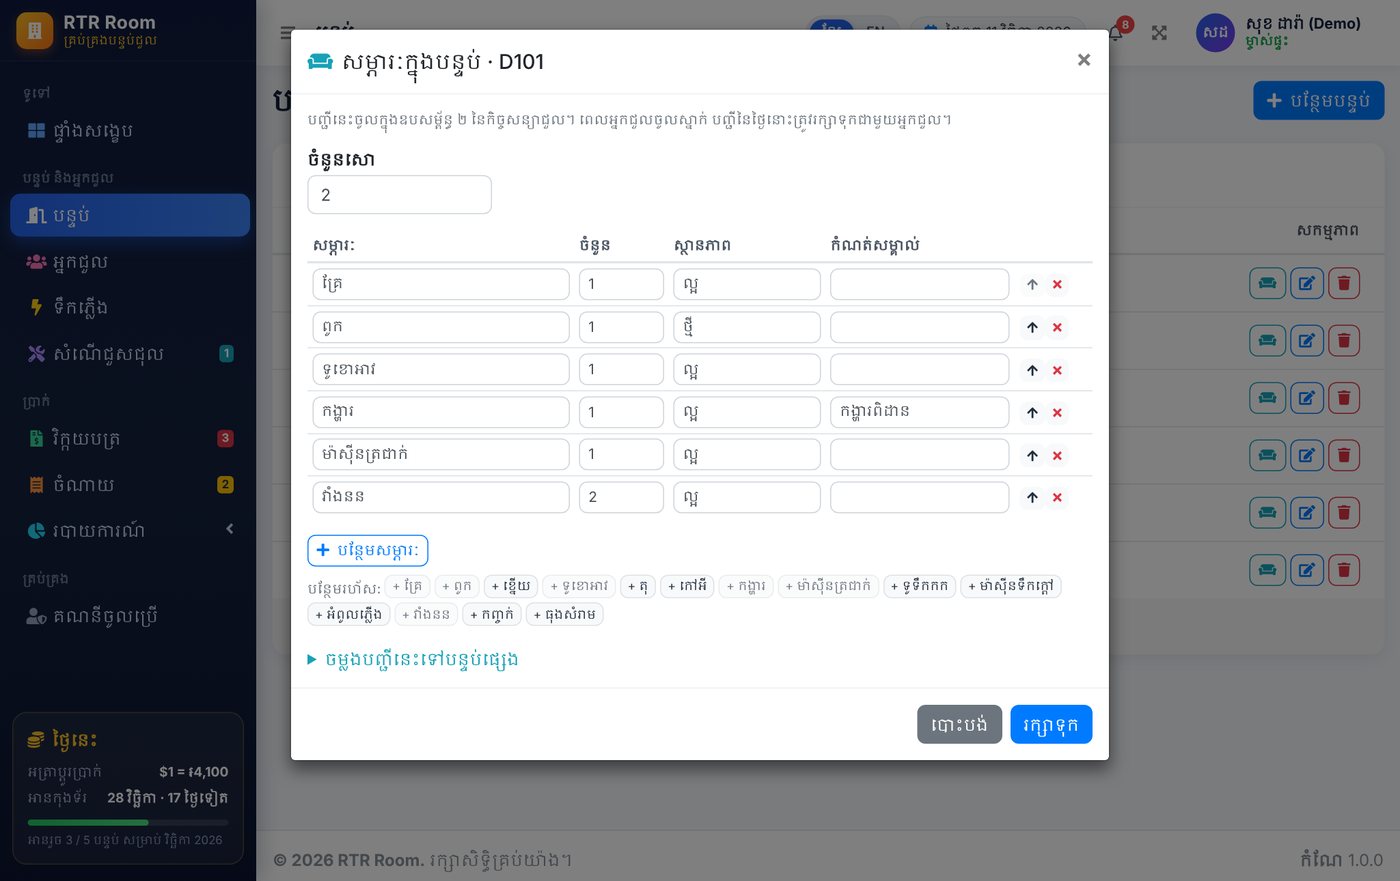 RTR Room
គ្រប់គ្រងបន្ទប់ជួល
ទូទៅ
ផ្ទាំងសង្ខេប
បន្ទប់ និងអ្នកជួល
បន្ទប់
អ្នកជួល
ទឹកភ្លើង
សំណើជួសជុល 1
ប្រាក់
វិក្កយបត្រ 3
ចំណាយ 2
របាយការណ៍
គ្រប់គ្រង
គណនីចូលប្រើ
ថ្ងៃនេះ
អត្រាប្តូរប្រាក់ $1 = ៛4,100
អានកុងទ័រ 28 វិច្ឆិកា · 17 ថ្ងៃទៀត
អានរួច 3 / 5 បន្ទប់ សម្រាប់ វិច្ឆិកា 2026
8
សុខ ដារ៉ា (Demo)
សដ
ម្ចាស់ផ្ទះ
+ បន្ថែមបន្ទប់
សកម្មភាព
សម្ភារៈក្នុងបន្ទប់ · D101
×
បញ្ជីនេះចូលក្នុងឧបសម្ព័ន្ធ ២ នៃកិច្ចសន្យាជួល។ ពេលអ្នកជួលចូលស្នាក់ បញ្ជីនៃថ្ងៃនោះត្រូវរក្សាទុកជាមួយអ្នកជួល។
ចំនួនសោ
2
សម្ភារៈ ចំនួន ស្ថានភាព កំណត់សម្គាល់
គ្រែ 1 ល្អ
ពូក 1 ថ្មី
ទូខោអាវ 1 ល្អ
កង្ហារ 1 ល្អ កង្ហារពិដាន
ម៉ាស៊ីនត្រជាក់ 1 ល្អ
វាំងនន 2 ល្អ
+ បន្ថែមសម្ភារៈ
បន្ថែមរហ័ស: + គ្រែ + ពូក + ខ្នើយ + ទូខោអាវ + តុ + កៅអី + កង្ហារ + ម៉ាស៊ីនត្រជាក់ + ទូទឹកកក + ម៉ាស៊ីនទឹកក្តៅ
+ អំពូលភ្លើង + វាំងនន + កញ្ចក់ + ធុងសំរាម
ចម្លងបញ្ជីនេះទៅបន្ទប់ផ្សេង
បោះបង់ រក្សាទុក
© 2026 RTR Room. រក្សាសិទ្ធិគ្រប់យ៉ាង។
កំណែ 1.0.0